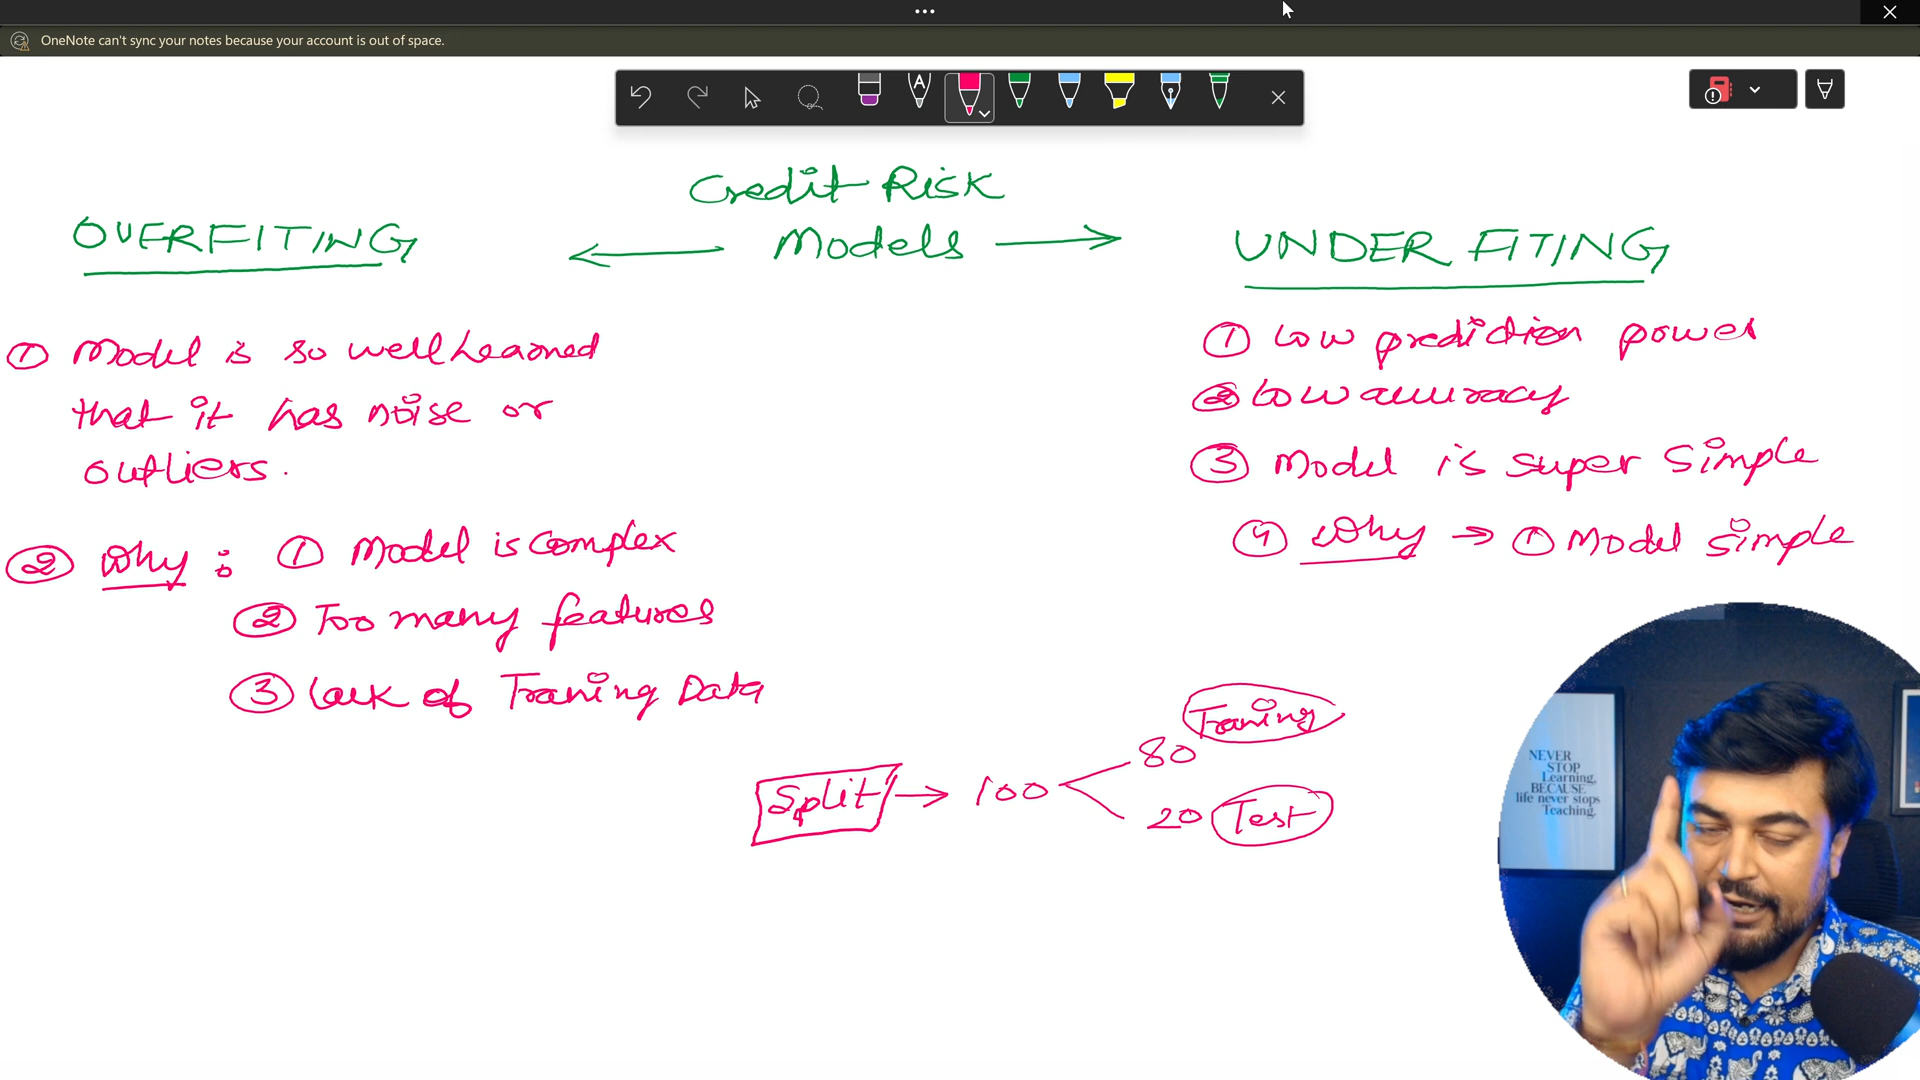 OneNote can't sync your notes because your account is out of space.
Credit Risk
Models
OVERFITING
① Model is so well Learned
that it has noise or
outliers.
② Why : ① Model is complex
② Too many features
③ Lack of Traning Data
UNDER FITING
① Low prediction power
② Low accuracy
③ Model is super simple
④ Why → ① Model simple
Split → 100
80 Traning
20 Test
NEVER
STOP
Learning,
BECAUSE
life never stops
Teaching.